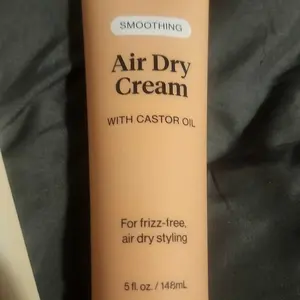 SMOOTHING
Air Dry
Cream
WITH CASTOR OIL
For frizz-free,
air dry styling
5 fl. oz. / 148mL